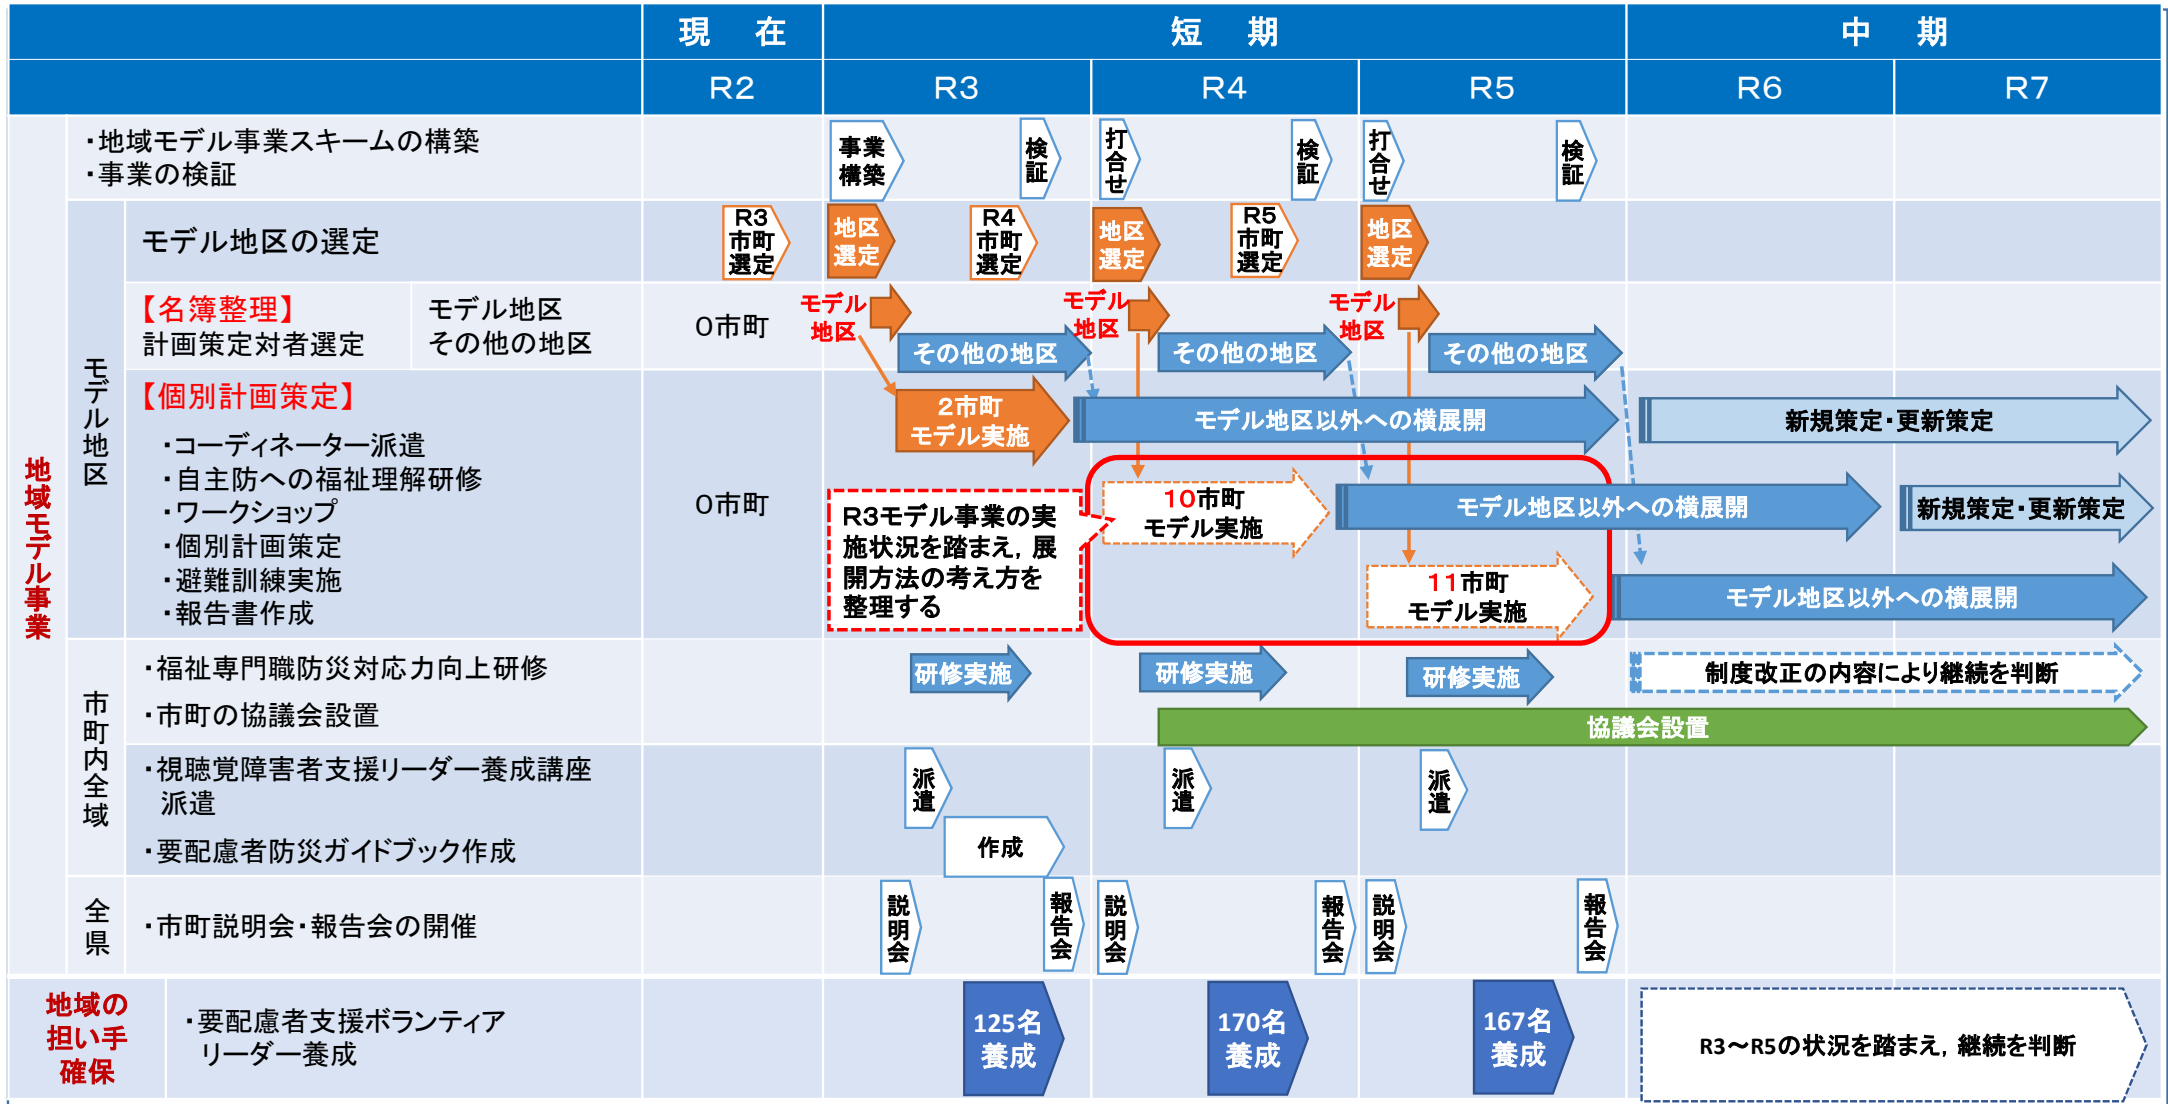 現 在
短 期
中 期
R2
R3
R4
R5
R6
R7
地域モデル事業
・地域モデル事業スキームの構築
・事業の検証
事業
構築
検証
打合せ
検証
打合せ
検証
モデル地区
モデル地区の選定
R3
市町
選定
地区
選定
R4
市町
選定
地区
選定
R5
市町
選定
地区
選定
【名簿整理】
計画策定対者選定
モデル地区
その他の地区
0市町
モデル
地区
その他の地区
モデル
地区
その他の地区
モデル
地区
その他の地区
【個別計画策定】
・コーディネーター派遣
・自主防への福祉理解研修
・ワークショップ
・個別計画策定
・避難訓練実施
・報告書作成
0市町
2市町
モデル実施
モデル地区以外への横展開
新規策定・更新策定
R3モデル事業の実
施状況を踏まえ,展
開方法の考え方を
整理する
10市町
モデル実施
モデル地区以外への横展開
新規策定・更新策定
11市町
モデル実施
モデル地区以外への横展開
市町内全域
・福祉専門職防災対応力向上研修
・市町の協議会設置
研修実施
研修実施
研修実施
制度改正の内容により継続を判断
協議会設置
・視聴覚障害者支援リーダー養成講座
派遣
・要配慮者防災ガイドブック作成
派遣
作成
派遣
派遣
全県
・市町説明会・報告会の開催
説明会
報告会
説明会
報告会
説明会
報告会
地域の
担い手
確保
・要配慮者支援ボランティア
リーダー養成
125名
養成
170名
養成
167名
養成
R3～R5の状況を踏まえ,継続を判断